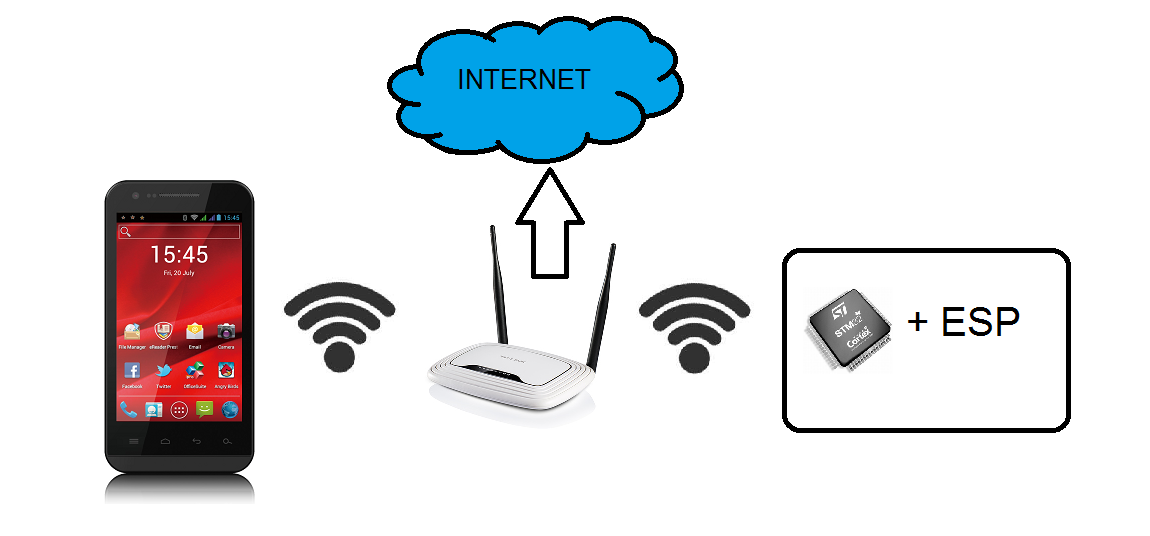 INTERNET
15:45
15:45
Fri, 20 July
File Manager eReader Presti Email Camera
Facebook Twitter OfficeSuite Angry Birds
STM32
Cortex
+ ESP